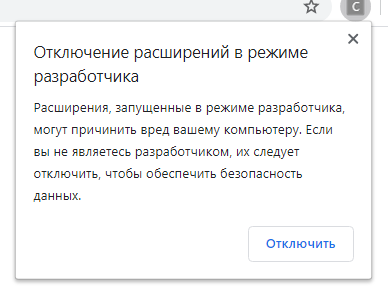 C
Отключение расширений в режиме
разработчика
Расширения, запущенные в режиме разработчика,
могут причинить вред вашему компьютеру. Если
вы не являетесь разработчиком, их следует
отключить, чтобы обеспечить безопасность
данных.
Отключить